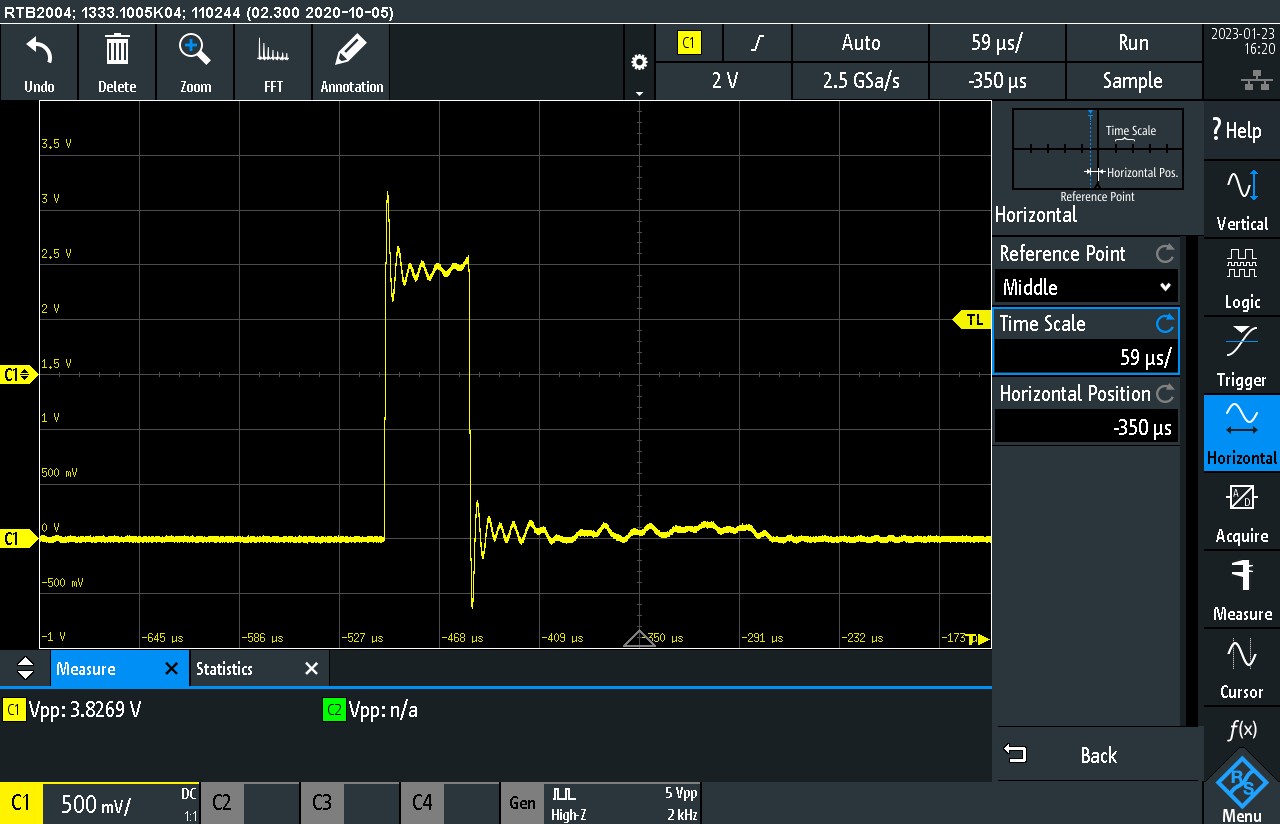 RTB2004; 1333.1005K04; 110244 (02.300 2020-10-05)
Undo
Delete
Zoom
FFT
Annotation
C1
Auto
59 µs/
Run
2 V
2.5 GSa/s
-350 µs
Sample
2023-01-23
16:20
3.5 V
3 V
2.5 V
2 V
1.5 V
1 V
500 mV
0 V
-500 mV
-1 V
C1
C1
TL
-645 µs
-586 µs
-527 µs
-468 µs
-409 µs
-350 µs
-291 µs
-232 µs
-173
T
Time Scale
Horizontal Pos.
Reference Point
Horizontal
Reference Point
Middle
Time Scale
59 µs/
Horizontal Position
-350 µs
Back
? Help
Vertical
Logic
Trigger
Horizontal
A/D
Acquire
Measure
Cursor
f(x)
R&S
Menu
Measure
Statistics
C1 Vpp: 3.8269 V
C2 Vpp: n/a
C1
500 mV/
DC
1:1
C2
C3
C4
Gen
High-Z
5 Vpp
2 kHz